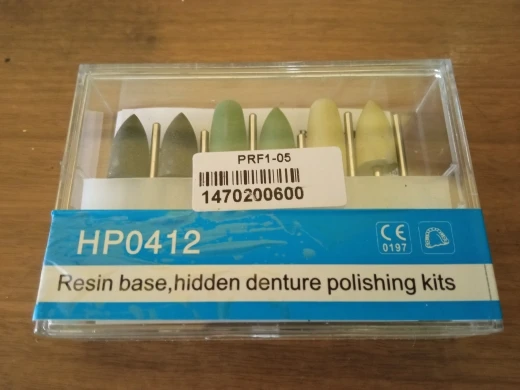 PRF1-05
1470200600
HP0412
CE
0197
Resin base,hidden denture polishing kits